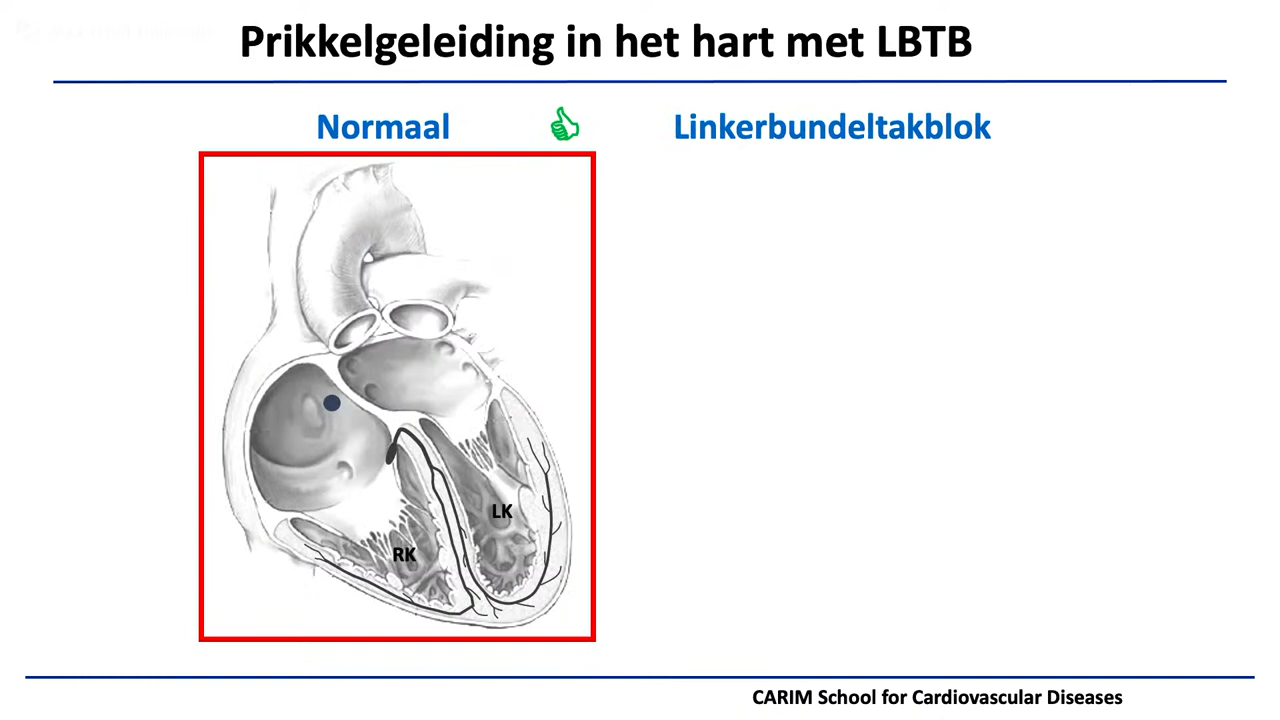 Prikkelgeleiding in het hart met LBTB
Normaal
Linkerbundeltakblok
LK
RK
CARIM School for Cardiovascular Diseases